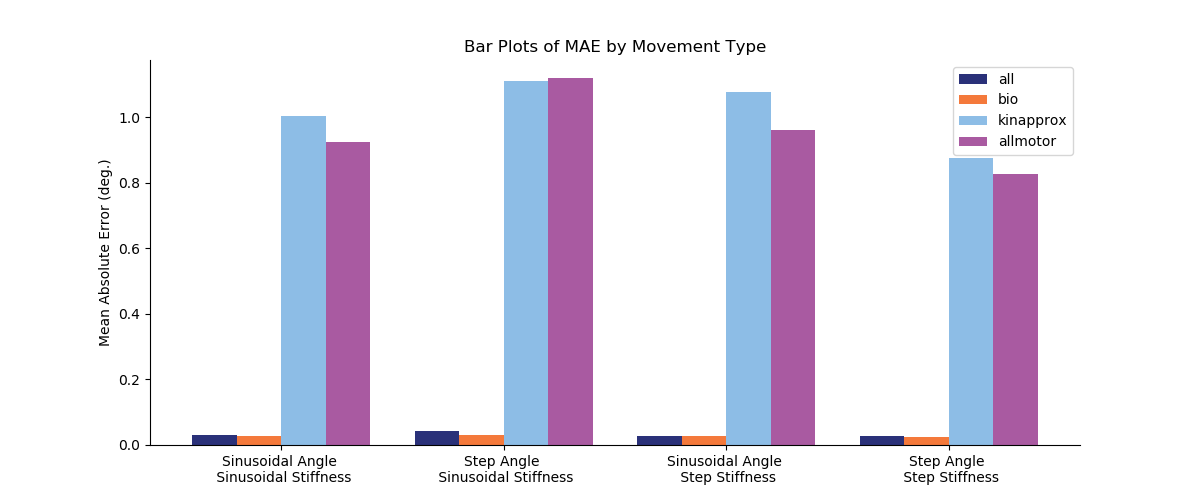 Bar Plots of MAE by Movement Type
all
bio
kinapprox
allmotor
Mean Absolute Error (deg.)
1.0
0.8
0.6
0.4
0.2
0.0
Sinusoidal Angle
Sinusoidal Stiffness
Step Angle
Sinusoidal Stiffness
Sinusoidal Angle
Step Stiffness
Step Angle
Step Stiffness